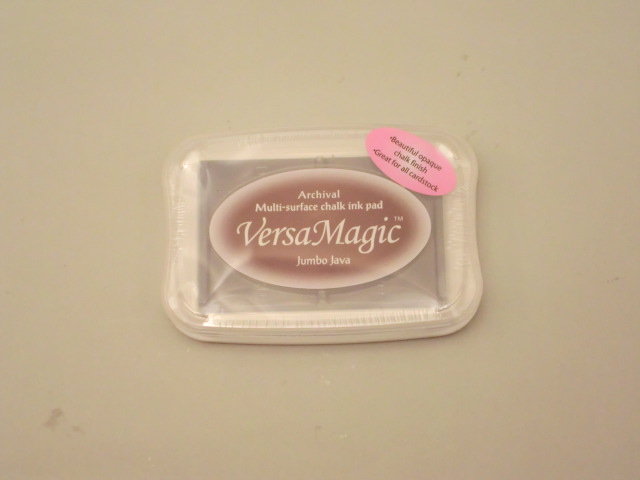 •Beautiful opaque
chalk finish
•Great for all cardstock
Archival
Multi-surface chalk ink pad
VersaMagic™
Jumbo Java